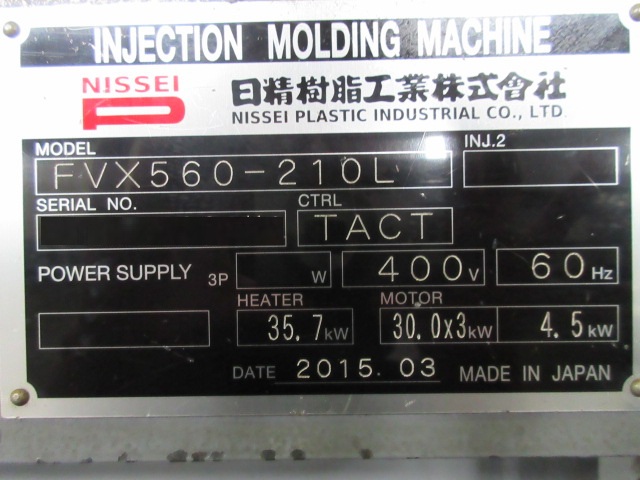 INJECTION MOLDING MACHINE
NISSEI
日精樹脂工業株式會社
NISSEI PLASTIC INDUSTRIAL CO., LTD.
MODEL
INJ.2
FVX560-210L
SERIAL NO.
CTRL
TACT
POWER SUPPLY 3P W 400V 60Hz
HEATER MOTOR
35.7kW 30.0x3kW 4.5kW
DATE 2015.03 MADE IN JAPAN